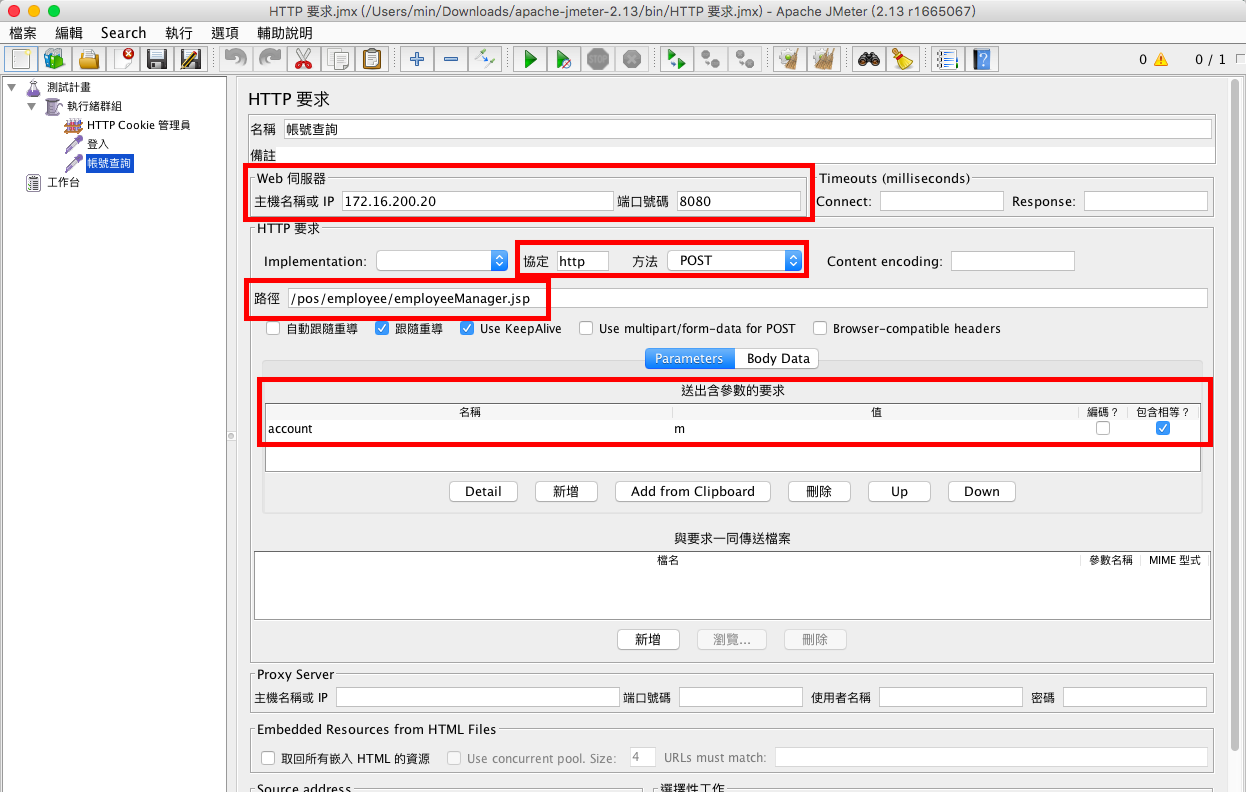 HTTP 要求.jmx (/Users/min/Downloads/apache-jmeter-2.13/bin/HTTP 要求.jmx) - Apache JMeter (2.13 r1665067)
檔案 編輯 Search 執行 選項 輔助說明
STOP 0 0 / 1
測試計畫
執行緒群組
HTTP Cookie 管理員
登入
帳號查詢
工作台
HTTP 要求
名稱 帳號查詢
備註
Web 伺服器 Timeouts (milliseconds)
主機名稱或 IP 172.16.200.20 端口號碼 8080 Connect: Response:
HTTP 要求
Implementation: 協定 http 方法 POST Content encoding:
路徑 /pos/employee/employeeManager.jsp
自動跟隨重導 跟隨重導 Use KeepAlive Use multipart/form-data for POST Browser-compatible headers
Parameters Body Data
送出含參數的要求
名稱 值 編碼？ 包含相等？
account m
Detail 新增 Add from Clipboard 刪除 Up Down
與要求一同傳送檔案
檔名 參數名稱 MIME 型式
新增 瀏覽... 刪除
Proxy Server
主機名稱或 IP 端口號碼 使用者名稱 密碼
Embedded Resources from HTML Files
取回所有嵌入 HTML 的資源 Use concurrent pool. Size: 4 URLs must match:
Source address 選擇性工作